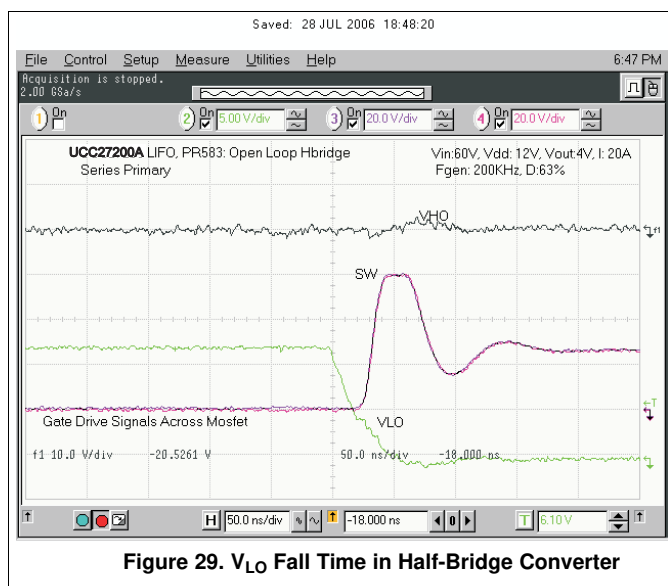 Saved: 28 JUL 2006 18:48:20
File Control Setup Measure Utilities Help 6:47 PM
Acquisition is stopped.
2.00 GSa/s
1 On 2 On 5.00 V/div 3 On 20.0 V/div 4 On 20.0 V/div
UCC27200A LIFO, PR583: Open Loop Hbridge Vin:60V, Vdd: 12V, Vout:4V, I: 20A
Series Primary Fgen: 200KHz, D:63%
VHO
f1
SW
T
Gate Drive Signals Across Mosfet VLO
f1 10.0 V/div -20.5261 V 50.0 ns/div -18.000 ns
H 50.0 ns/div -18.000 ns 0 T 6.10 V
Figure 29. VLO Fall Time in Half-Bridge Converter